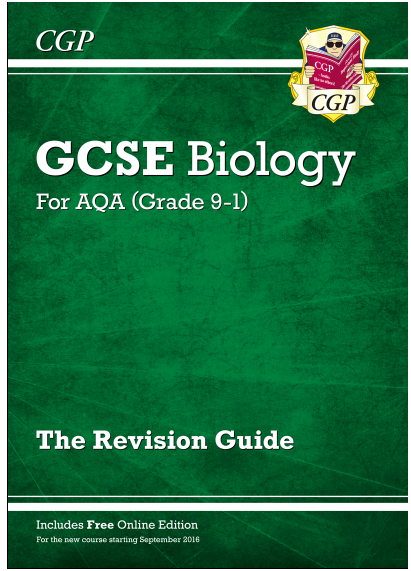 CGP
CGP
CGP
GCSE Biology
For AQA (Grade 9-1)
The Revision Guide
Includes Free Online Edition
For the new course starting September 2016